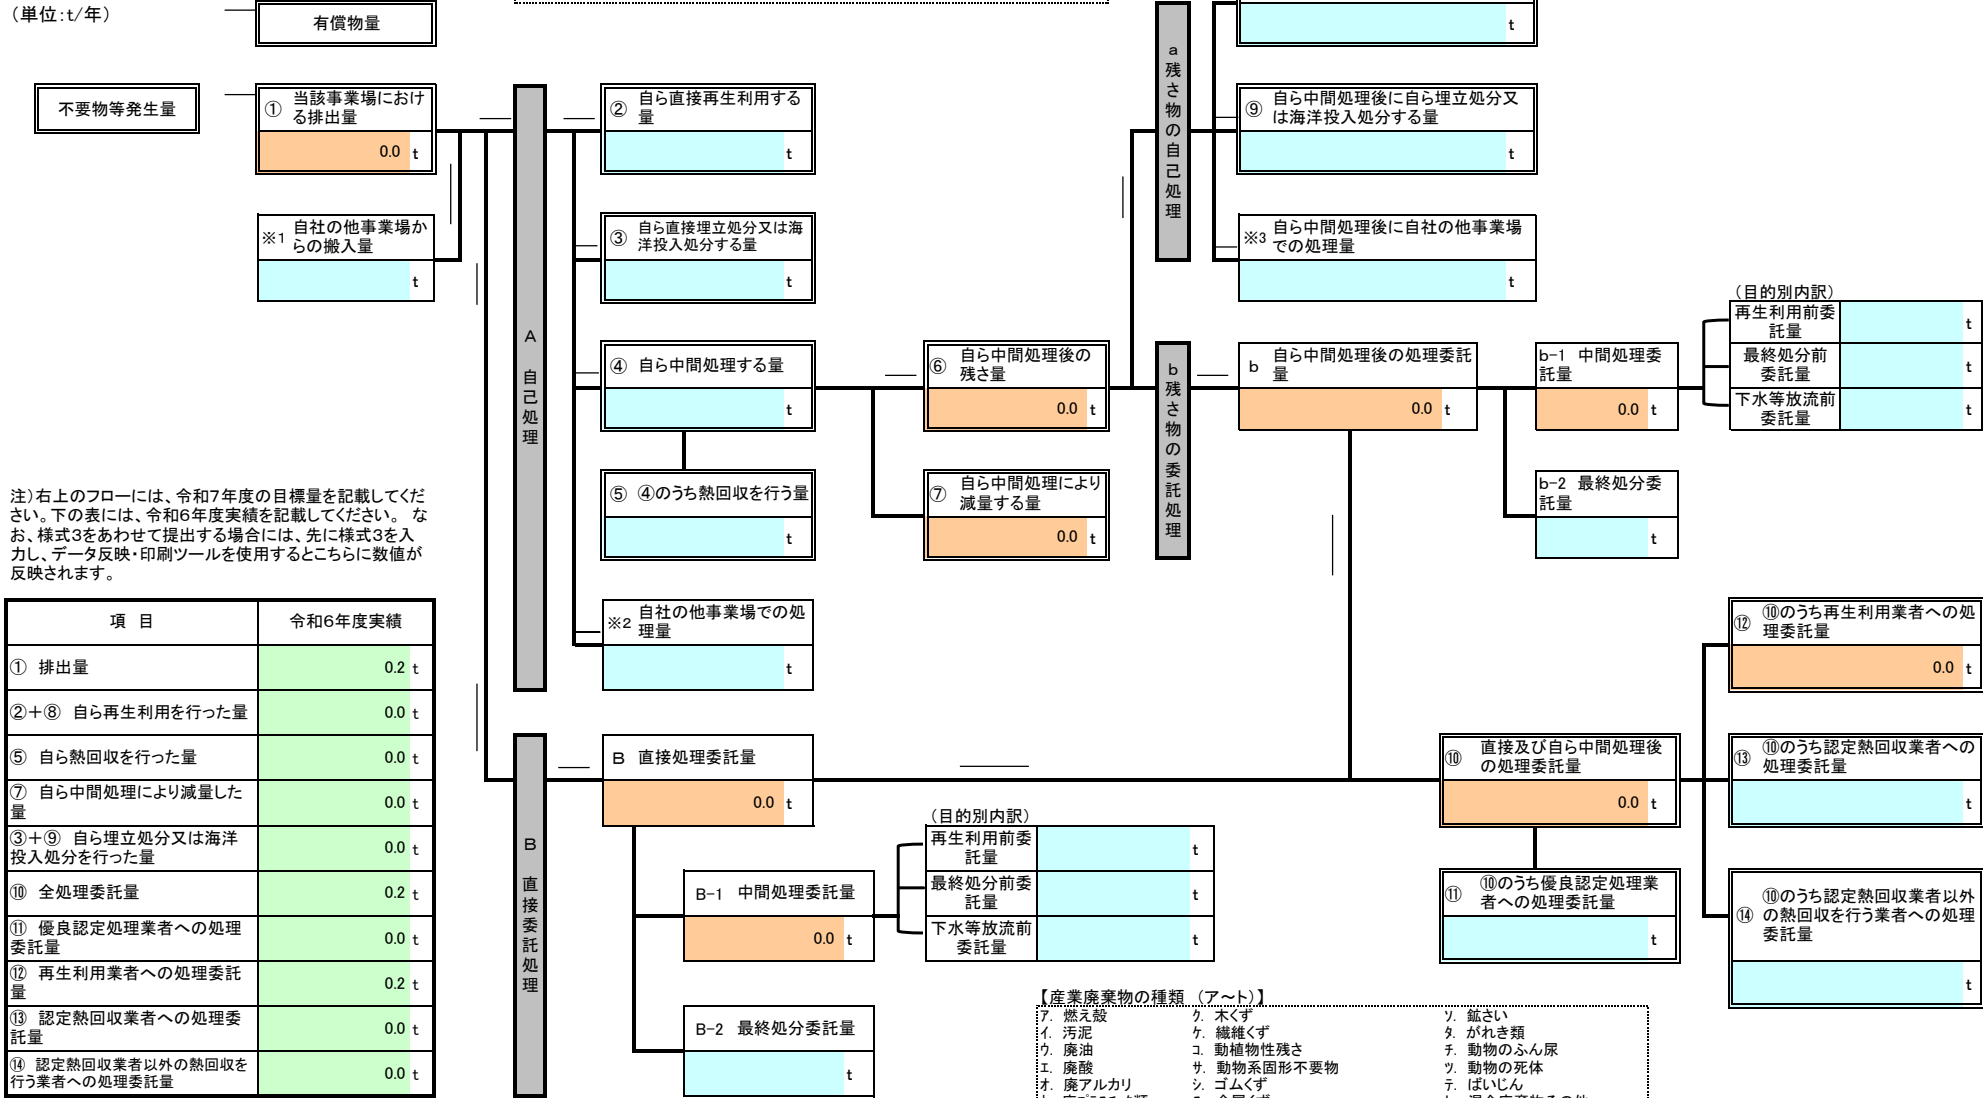 （単位:t/年）
有償物量
t
不要物等発生量
① 当該事業場におけ
る排出量
0.0 t
※1 自社の他事業場か
らの搬入量
t
A 自己処理
② 自ら直接再生利用する
量
t
③ 自ら直接埋立処分又は海
洋投入処分する量
t
④ 自ら中間処理する量
t
⑤ ④のうち熱回収を行う量
t
※2 自社の他事業場での処
理量
t
⑥ 自ら中間処理後の
残さ量
0.0 t
⑦ 自ら中間処理により
減量する量
0.0 t
a 残さ物の自己処理
⑨ 自ら中間処理後に自ら埋立処分又
は海洋投入処分する量
t
※3 自ら中間処理後に自社の他事業場
での処理量
t
b 残さ物の委託処理
b 自ら中間処理後の処理委託
量
0.0 t
b-1 中間処理委
託量
0.0 t
b-2 最終処分委
託量
t
（目的別内訳）
再生利用前委
託量
t
最終処分前
委託量
t
下水等放流前
委託量
t
注）右上のフローには、令和7年度の目標量を記載してくだ
さい。下の表には、令和6年度実績を記載してください。 な
お、様式3をあわせて提出する場合には、先に様式3を入
力し、データ反映・印刷ツールを使用するとこちらに数値が
反映されます。
項 目 令和6年度実績
① 排出量 0.2 t
②＋⑧ 自ら再生利用を行った量 0.0 t
⑤ 自ら熱回収を行った量 0.0 t
⑦ 自ら中間処理により減量した
量 0.0 t
③＋⑨ 自ら埋立処分又は海洋
投入処分を行った量 0.0 t
⑩ 全処理委託量 0.2 t
⑪ 優良認定処理業者への処理
委託量 0.0 t
⑫ 再生利用業者への処理委託
量 0.2 t
⑬ 認定熱回収業者への処理委
託量 0.0 t
⑭ 認定熱回収業者以外の熱回収を
行う業者への処理委託量 0.0 t
B 直接委託処理
B 直接処理委託量
0.0 t
B-1 中間処理委託量
0.0 t
B-2 最終処分委託量
t
（目的別内訳）
再生利用前委
託量
t
最終処分前委
託量
t
下水等放流前
委託量
t
⑩ 直接及び自ら中間処理後
の処理委託量
0.0 t
⑪ ⑩のうち優良認定処理業
者への処理委託量
t
⑫ ⑩のうち再生利用業者への処
理委託量
0.0 t
⑬ ⑩のうち認定熱回収業者への
処理委託量
t
⑭ ⑩のうち認定熱回収業者以外
の熱回収を行う業者への処理
委託量
t
【産業廃棄物の種類 （ア～ト）】
ア. 燃え殻 ク. 木くず ソ. 鉱さい
イ. 汚泥 ケ. 繊維くず タ. がれき類
ウ. 廃油 コ. 動植物性残さ チ. 動物のふん尿
エ. 廃酸 サ. 動物系固形不要物 ツ. 動物の死体
オ. 廃アルカリ シ. ゴムくず テ. ばいじん